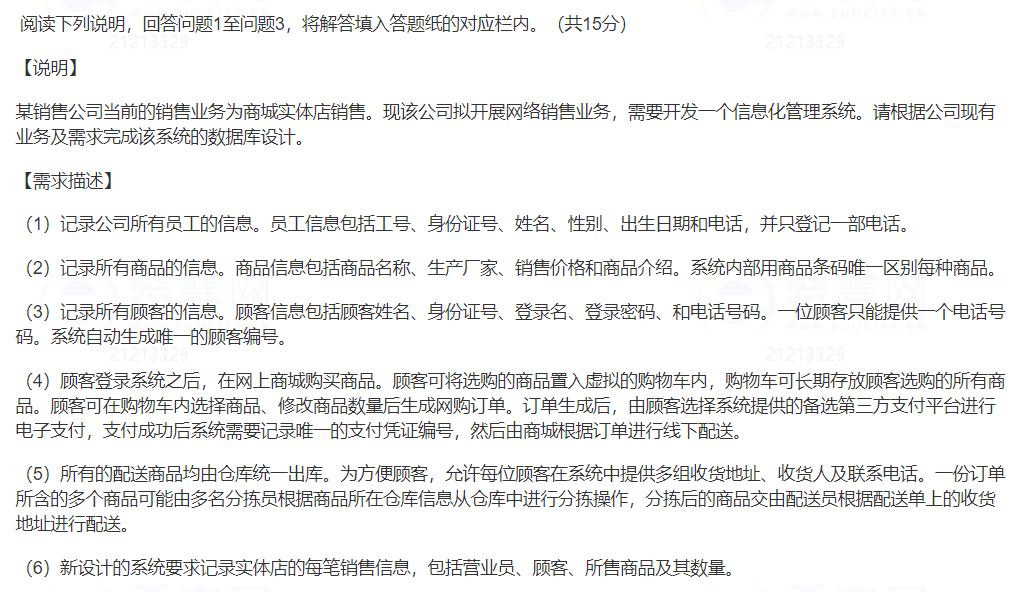 阅读下列说明，回答问题1至问题3，将解答填入答题纸的对应栏内。（共15分）
【说明】
某销售公司当前的销售业务为商城实体店销售。现该公司拟开展网络销售业务，需要开发一个信息化管理系统。请根据公司现有
业务及需求完成该系统的数据库设计。
【需求描述】
（1）记录公司所有员工的信息。员工信息包括工号、身份证号、姓名、性别、出生日期和电话，并只登记一部电话。
（2）记录所有商品的信息。商品信息包括商品名称、生产厂家、销售价格和商品介绍。系统内部用商品条码唯一区别每种商品。
（3）记录所有顾客的信息。顾客信息包括顾客姓名、身份证号、登录名、登录密码、和电话号码。一位顾客只能提供一个电话号
码。系统自动生成唯一的顾客编号。
（4）顾客登录系统之后，在网上商城购买商品。顾客可将选购的商品置入虚拟的购物车内，购物车可长期存放顾客选购的所有商
品。顾客可在购物车内选择商品、修改商品数量后生成网购订单。订单生成后，由顾客选择系统提供的备选第三方支付平台进行
电子支付，支付成功后系统需要记录唯一的支付凭证编号，然后由商城根据订单进行线下配送。
（5）所有的配送商品均由仓库统一出库。为方便顾客，允许每位顾客在系统中提供多组收货地址、收货人及联系电话。一份订单
所含的多个商品可能由多名分拣员根据商品所在仓库信息从仓库中进行分拣操作，分拣后的商品交由配送员根据配送单上的收货
地址进行配送。
（6）新设计的系统要求记录实体店的每笔销售信息，包括营业员、顾客、所售商品及其数量。
21213329
21213329
21213329
21213329
WWW.EDUCITY.CN